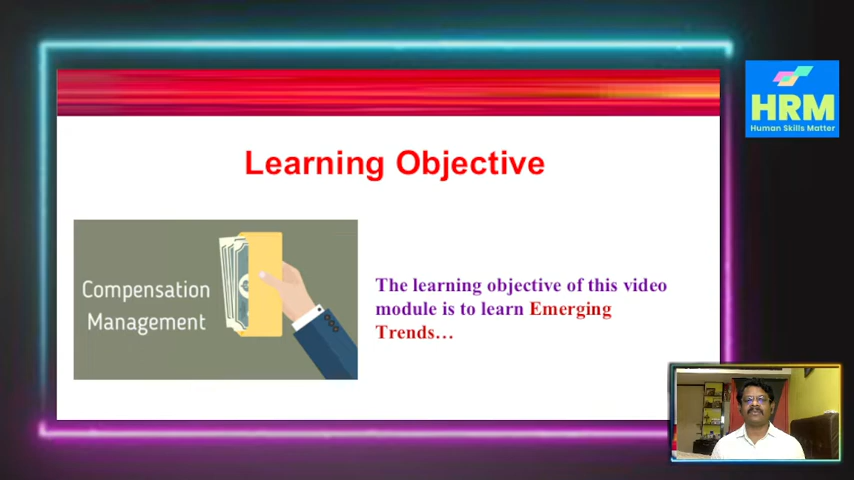 HRM
Human Skills Matter
Learning Objective
Compensation
Management
The learning objective of this video
module is to learn Emerging
Trends…